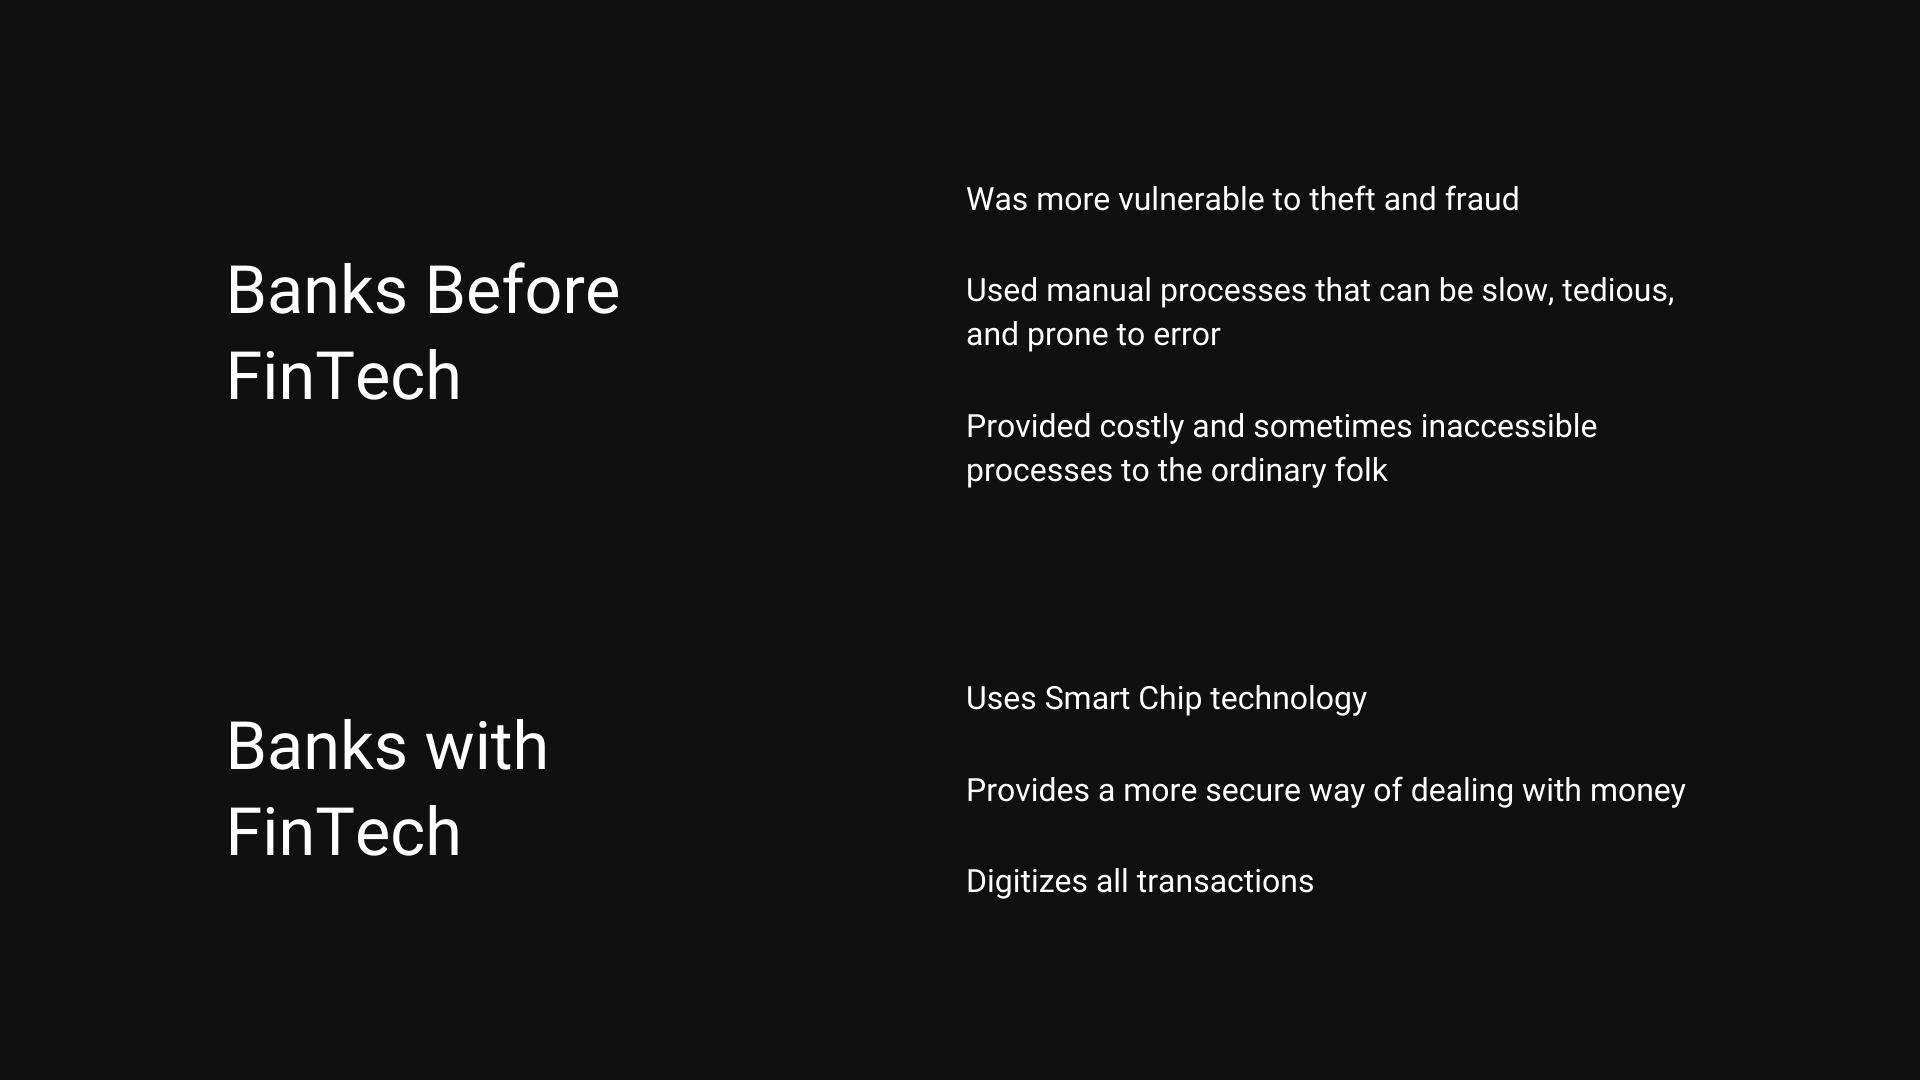 Banks Before
FinTech
Was more vulnerable to theft and fraud
Used manual processes that can be slow, tedious,
and prone to error
Provided costly and sometimes inaccessible
processes to the ordinary folk
Banks with
FinTech
Uses Smart Chip technology
Provides a more secure way of dealing with money
Digitizes all transactions